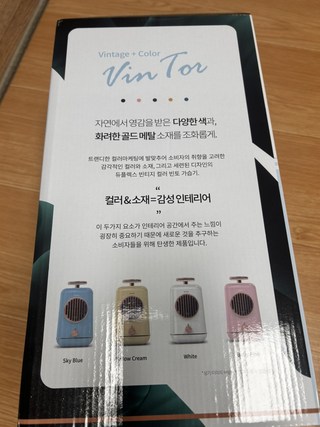 Vintage + Color
Vin Tor
자연에서 영감을 받은 다양한 색과,
화려한 골드 메탈 소재를 조화롭게.
트렌디한 컬러마케팅에 발맞추어 소비자의 취향을 고려한
감각적인 컬러와 소재, 그리고 세련된 디자인의
듀플렉스 빈티지 컬러 빈토 가습기.
“
컬러&소재=감성 인테리어
”
이 두가지 요소가 인테리어 공간에서 주는 느낌이
굉장히 중요하기 때문에 새로운 것을 추구하는
소비자들을 위해 탄생한 제품입니다.
Sky Blue
Cream
White